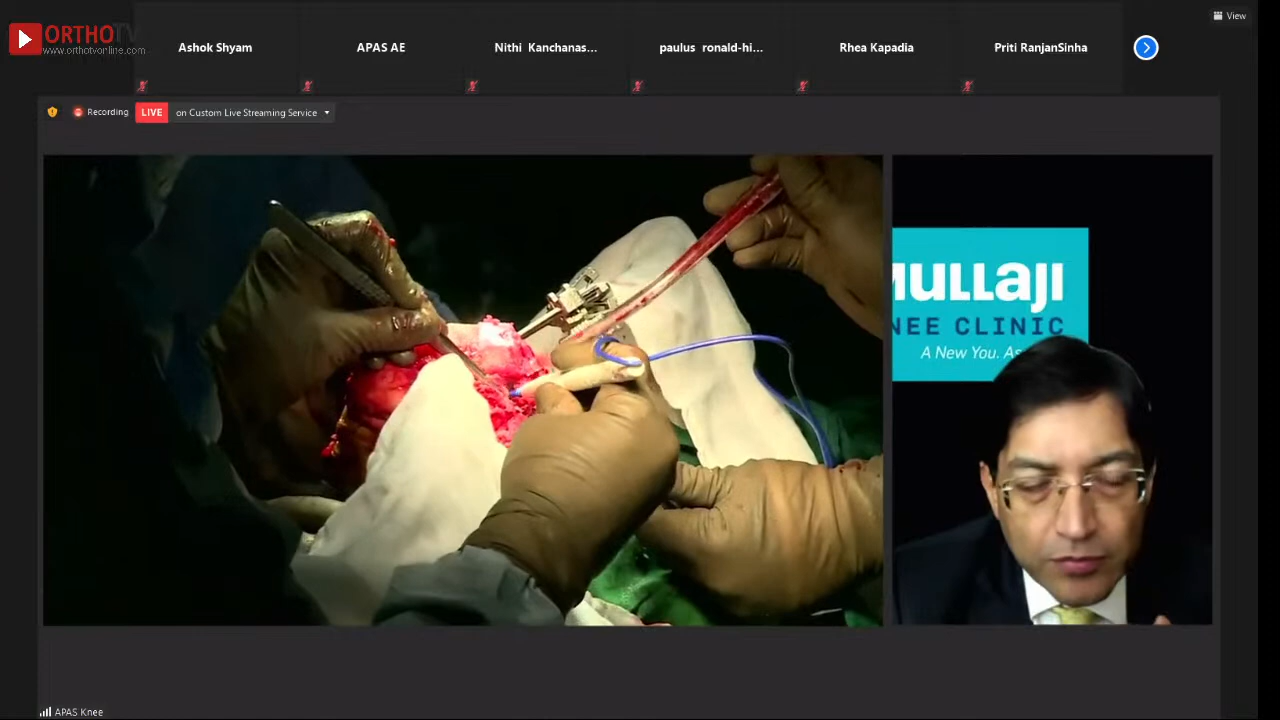 ORTHOTV
www.orthotvonline.com
View
Ashok Shyam
APAS AE
Nithi Kanchanas...
paulus ronald-hi...
Rhea Kapadia
Priti RanjanSinha
Recording
LIVE
on Custom Live Streaming Service
MULLAJI
NEE CLINIC
A New You. As
APAS Knee